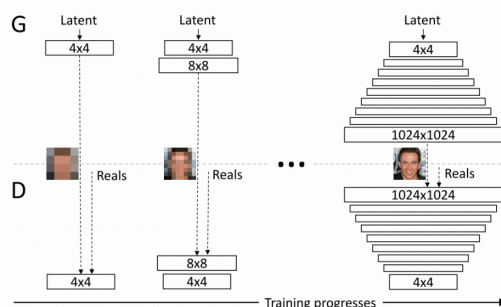 G
Latent
Latent
Latent
4x4
4x4
4x4
8x8
1024x1024
Reals
Reals
Reals
D
1024x1024
8x8
4x4
4x4
4x4
Training progresses